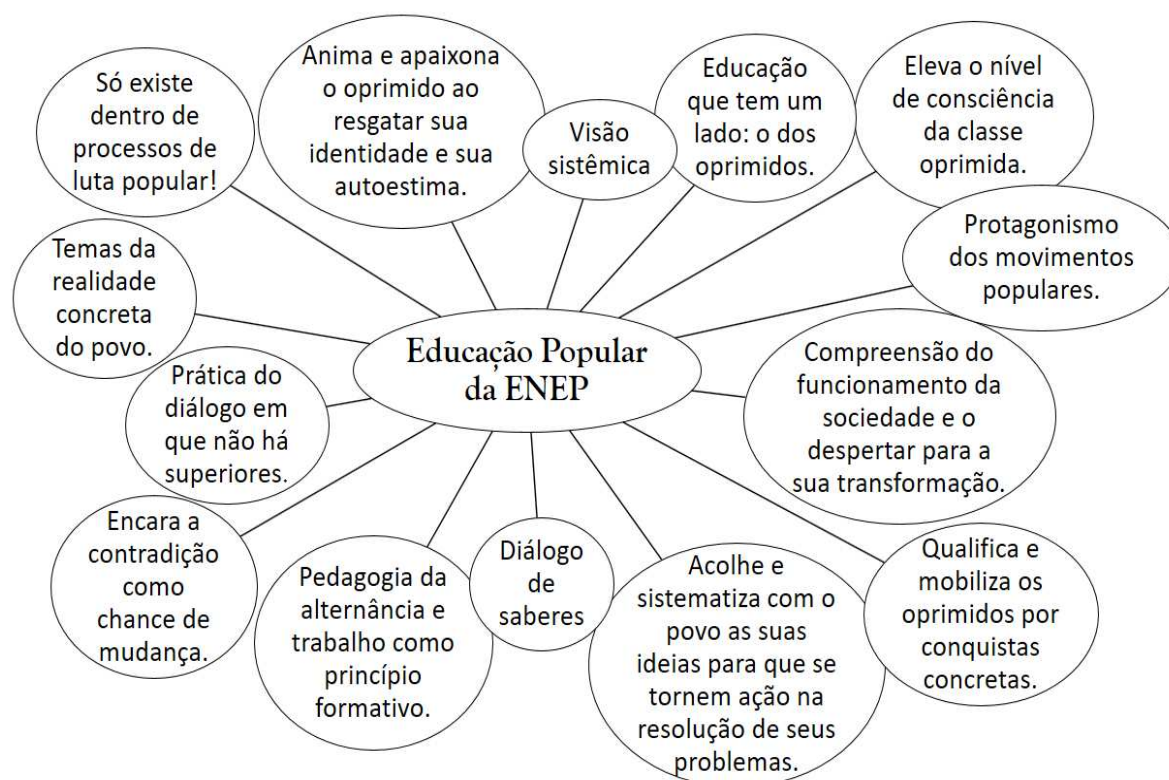 Só existe
dentro de
processos de
luta popular!
Anima e apaixona
o oprimido ao
resgatar sua
identidade e sua
autoestima.
Visão
sistêmica
Educação
que tem um
lado: o dos
oprimidos.
Eleva o nível
de consciência
da classe
oprimida.
Temas da
realidade
concreta
do povo.
Protagonismo
dos movimentos
populares.
Educação Popular
da ENEP
Prática do
diálogo em
que não há
superiores.
Compreensão do
funcionamento da
sociedade e o
despertar para a
sua transformação.
Encara a
contradição
como
chance de
mudança.
Pedagogia da
alternância e
trabalho como
princípio
formativo.
Diálogo
de
saberes
Acolhe e
sistematiza com o
povo as suas
ideias para que se
tornem ação na
resolução de seus
problemas.
Qualifica e
mobiliza os
oprimidos por
conquistas
concretas.